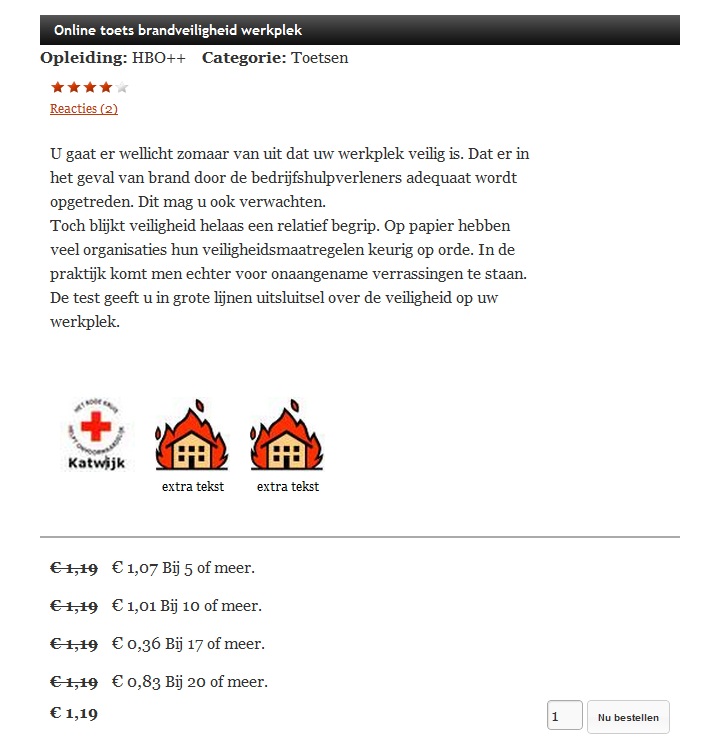 Online toets brandveiligheid werkplek
Opleiding: HBO++ Categorie: Toetsen
Reacties (2)
U gaat er wellicht zomaar van uit dat uw werkplek veilig is. Dat er in
het geval van brand door de bedrijfshulpverleners adequaat wordt
opgetreden. Dit mag u ook verwachten.
Toch blijkt veiligheid helaas een relatief begrip. Op papier hebben
veel organisaties hun veiligheidsmaatregelen keurig op orde. In de
praktijk komt men echter voor onaangename verrassingen te staan.
De test geeft u in grote lijnen uitsluitsel over de veiligheid op uw
werkplek.
HET RODE KRUIS
HELPT
Katwijk
extra tekst extra tekst
€ 1,19 € 1,07 Bij 5 of meer.
€ 1,19 € 1,01 Bij 10 of meer.
€ 1,19 € 0,36 Bij 17 of meer.
€ 1,19 € 0,83 Bij 20 of meer.
€ 1,19
1 Nu bestellen